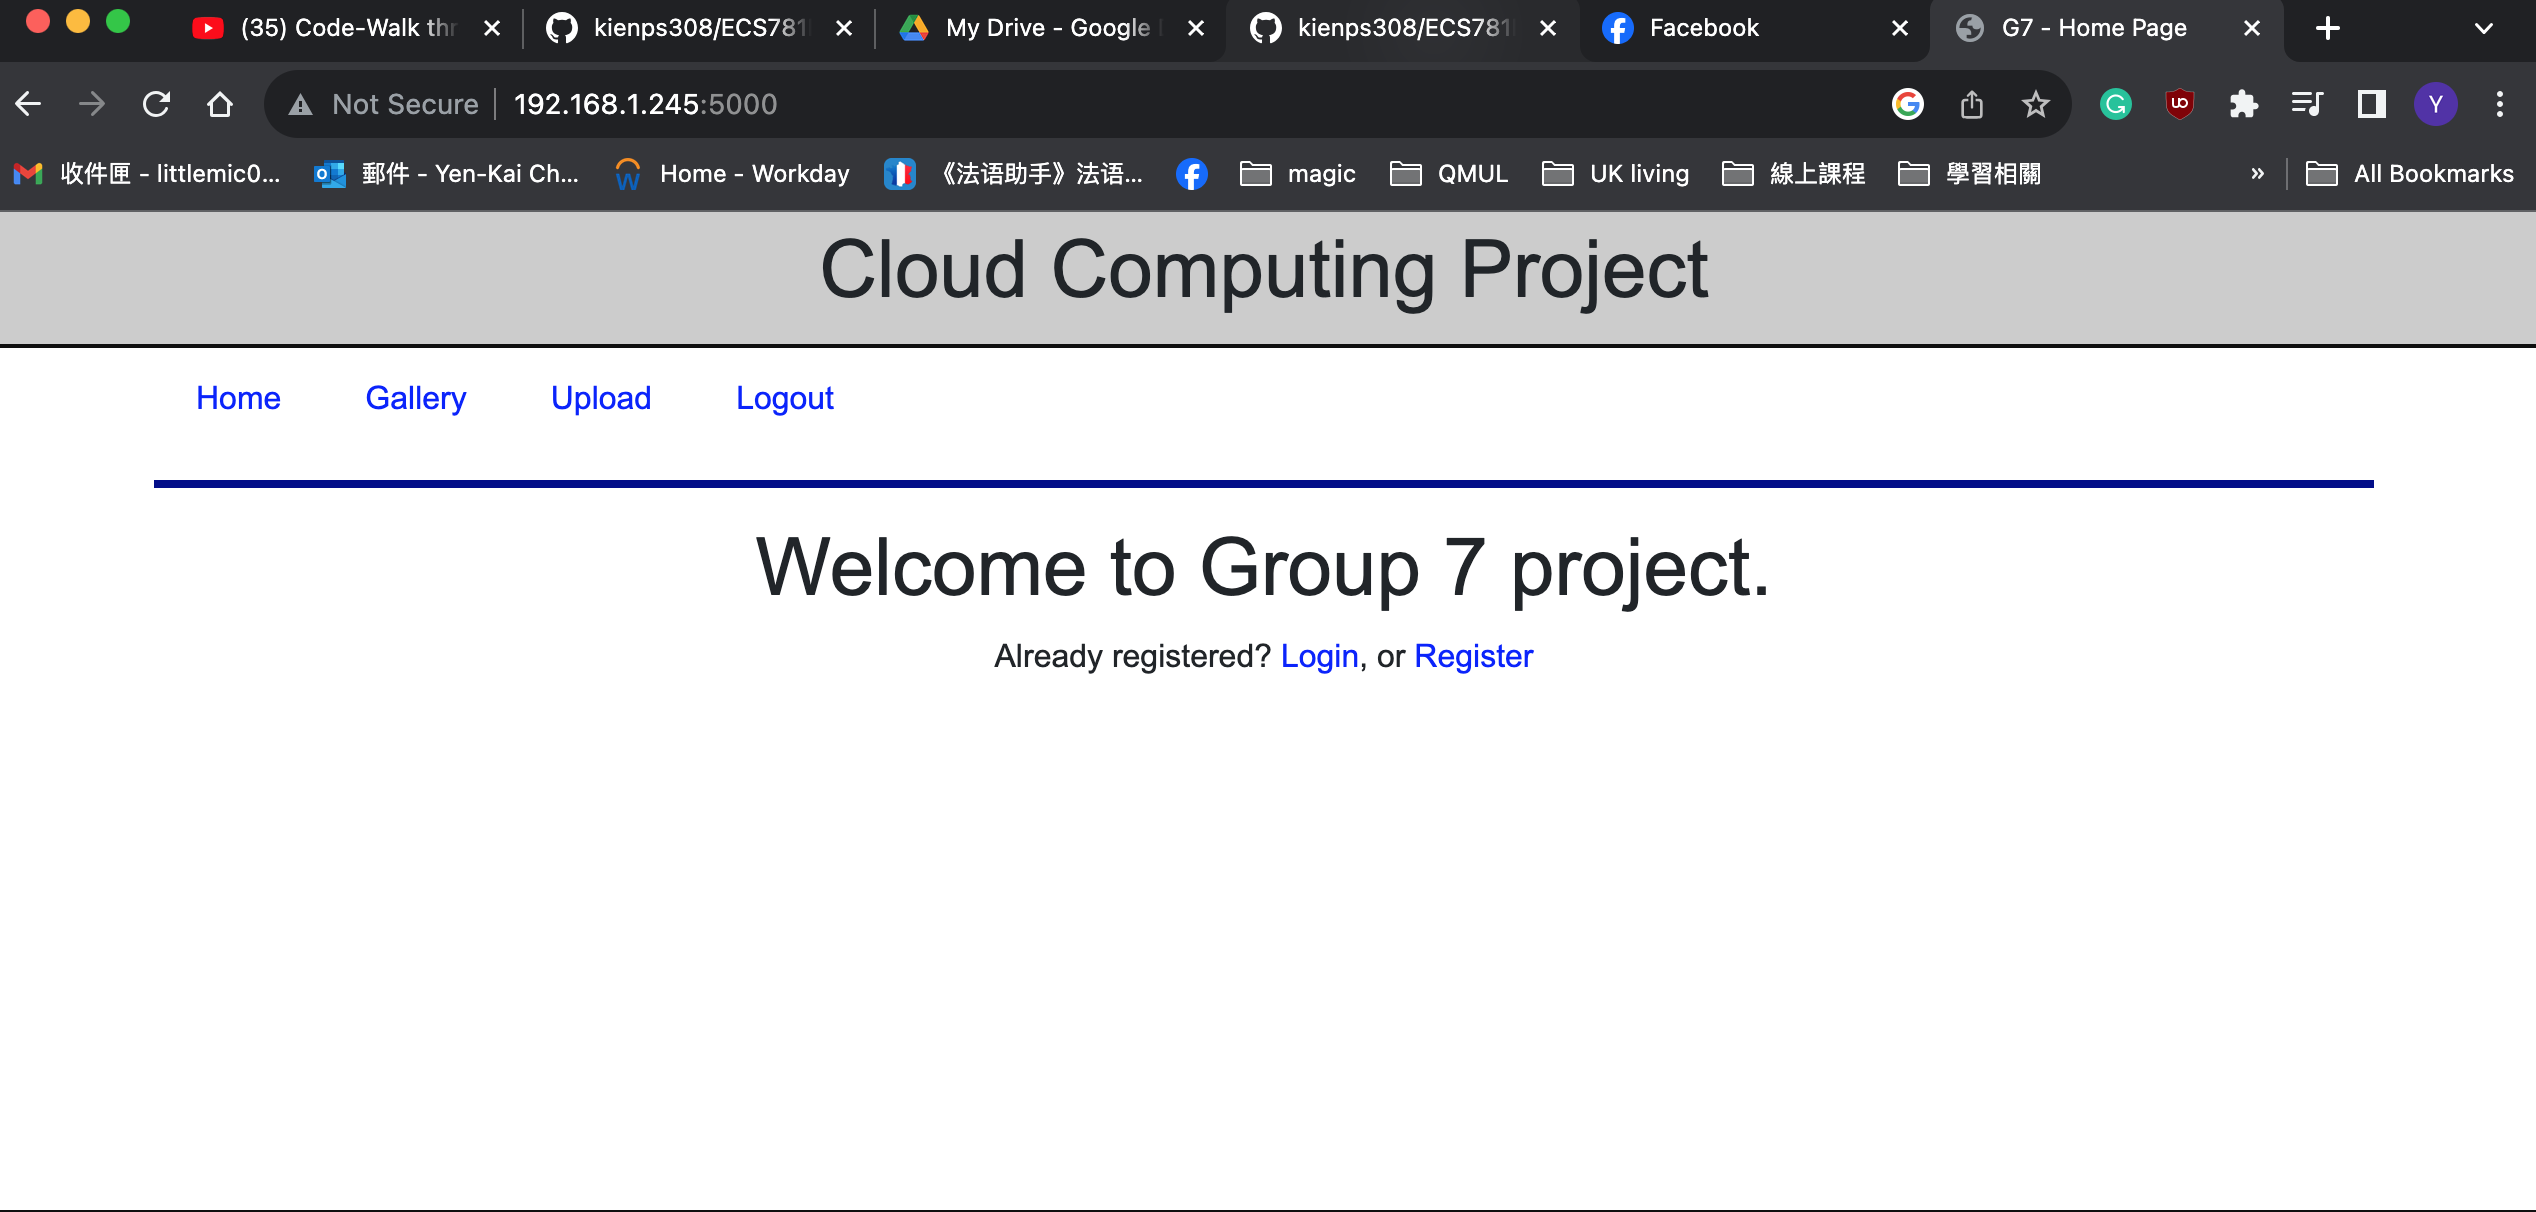 (35) Code-Walk thr
kienps308/ECS781
My Drive - Google
kienps308/ECS781
Facebook
G7 - Home Page
Not Secure
192.168.1.245:5000
Y
收件匣 - littlemic0...
郵件 - Yen-Kai Ch...
Home - Workday
《法语助手》法语...
magic
QMUL
UK living
線上課程
學習相關
»
All Bookmarks
Cloud Computing Project
Home Gallery Upload Logout
Welcome to Group 7 project.
Already registered? Login, or Register